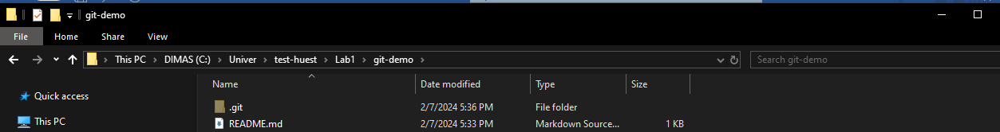 git-demo
File Home Share View
This PC DIMAS (C:) Univer test-huest Lab1 git-demo Search git-demo
Name Date modified Type Size
Quick access
.git 2/7/2024 5:36 PM File folder
This PC
README.md 2/7/2024 5:33 PM Markdown Source... 1 KB